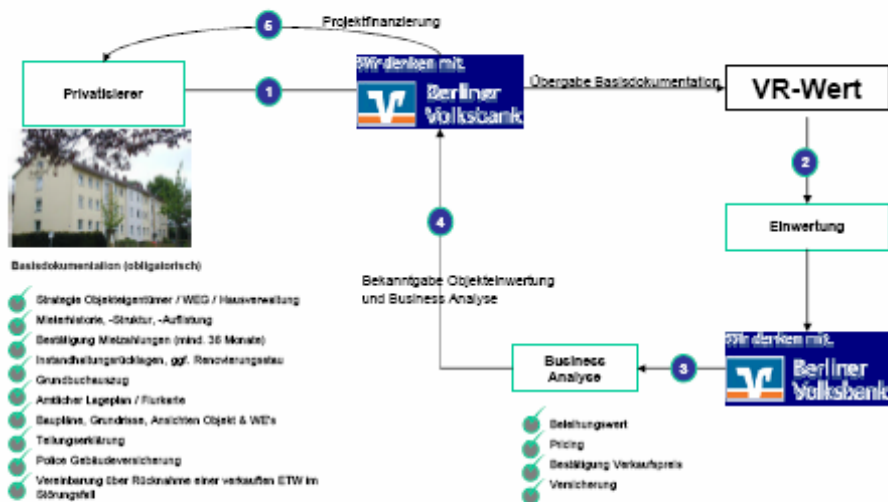 5
Projektfinanzierung
Privatisierer
1
Wir denken mit.
Berliner
Volksbank
Übergabe Basisdokumentation
VR-Wert
2
Einwertung
4
Bekanntgabe Objekteinwertung
und Business Analyse
Wir denken mit.
Berliner
Volksbank
3
Business
Analyse
Beleihungswert
Pricing
Bestätigung Verkaufspreis
Versicherung
Basisdokumentation (obligatorisch)
Strategie Objekteigentümer / WEG / Hausverwaltung
Mieterhistorie, -Struktur, -Auflistung
Bestätigung Mietzahlungen (mind. 36 Monate)
Instandhaltungsrücklagen, ggf. Renovierungsstau
Grundbuchauszug
Amtlicher Lageplan / Flurkarte
Baupläne, Grundrisse, Ansichten Objekt & WE's
Teilungserklärung
Police Gebäudeversicherung
Vereinbarung über Rücknahme einer verkauften ETW im
Störungsfall